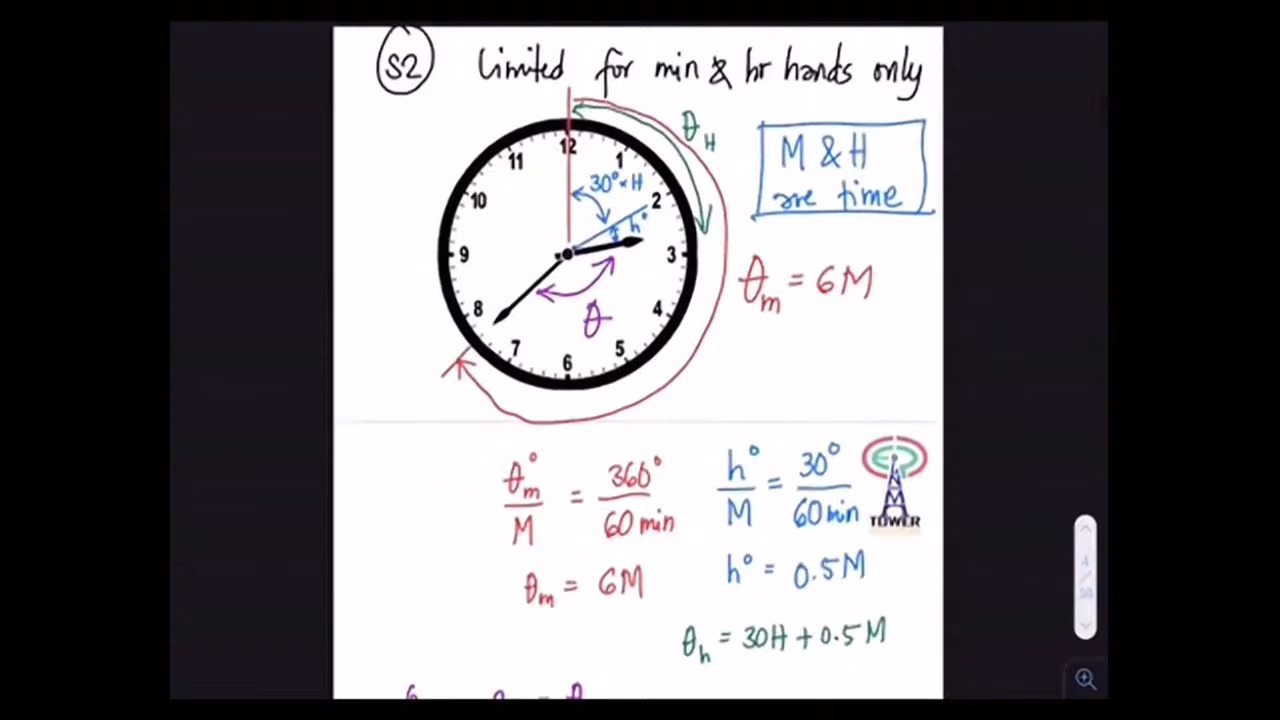 S2 Limited for min & hr hands only
θH
M & H
are time
12
11
1
30° × H
10
2
h°
9
3
θm = 6M
8
4
θ
7
5
6
θm° / M = 360° / 60 min
h° / M = 30° / 60 min
TOWER
θm = 6M
h° = 0.5M
θh = 30H + 0.5M